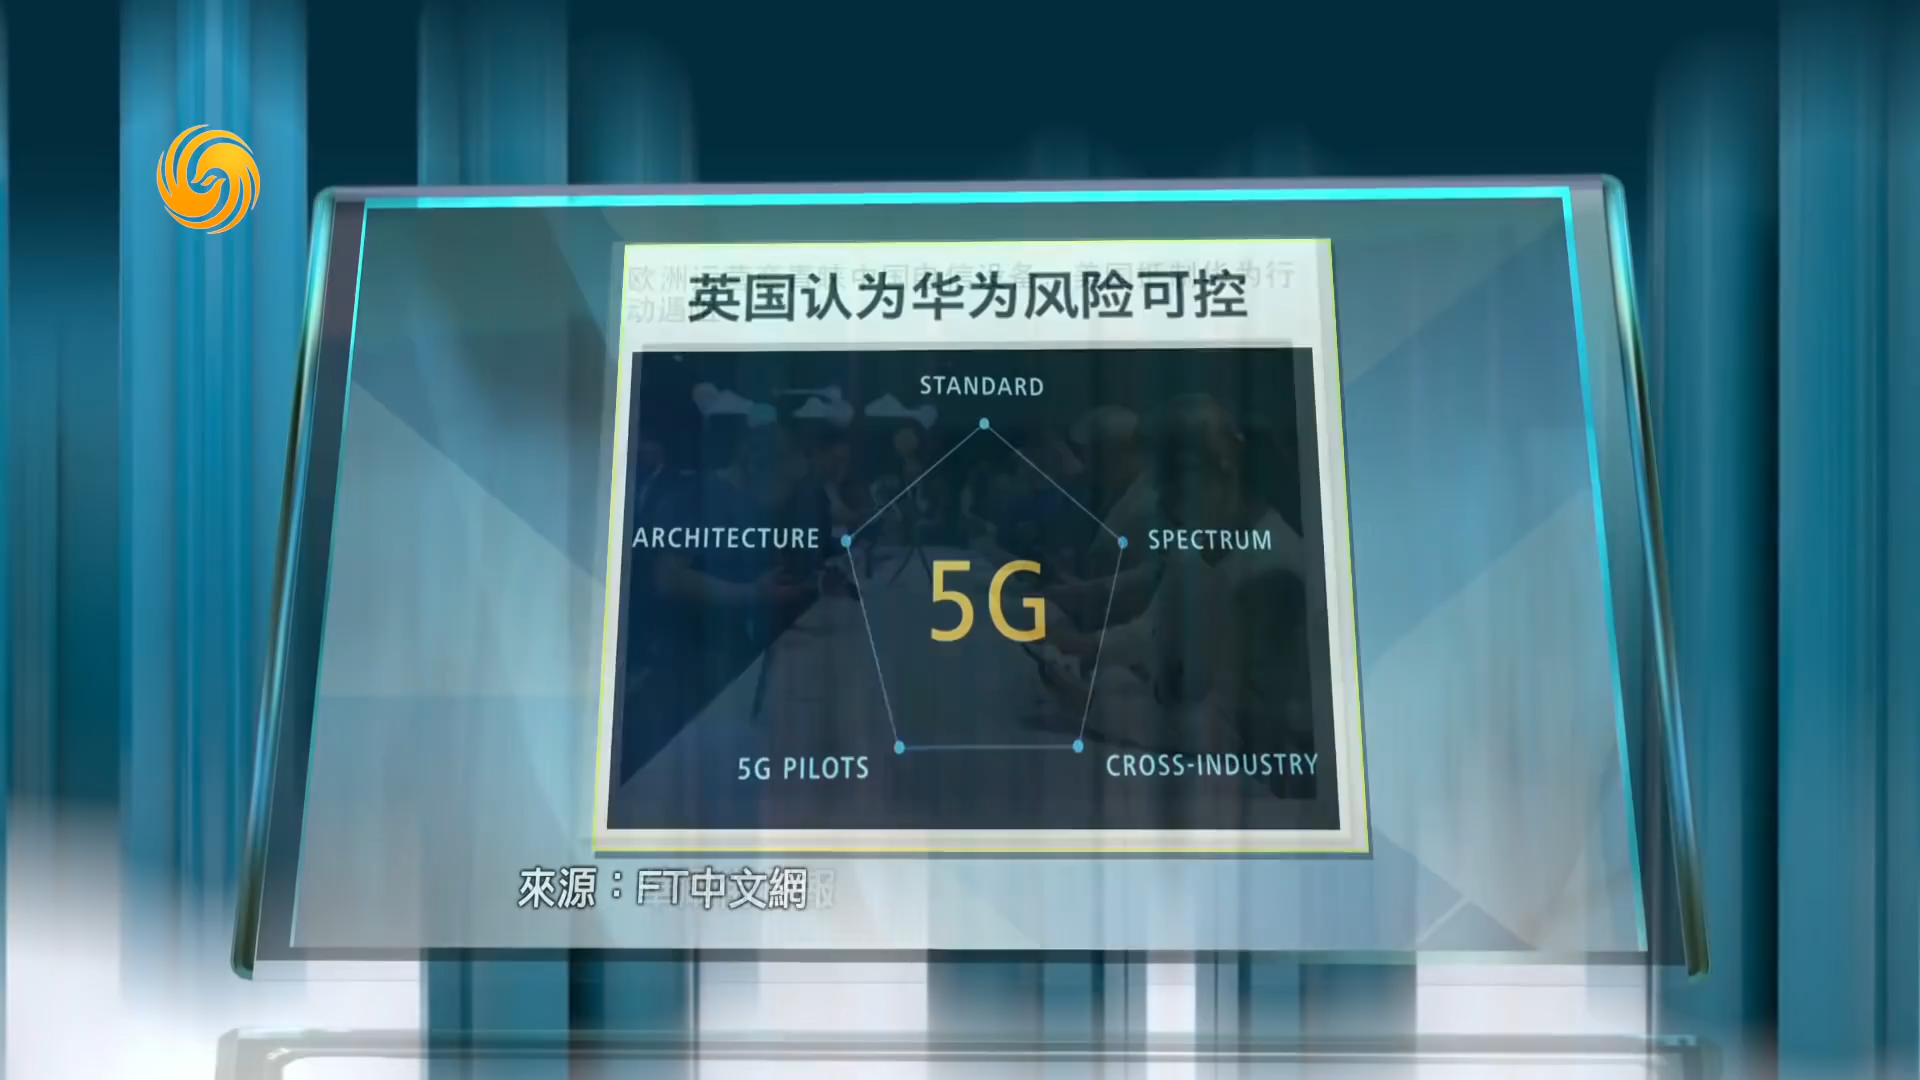 英国认为华为风险可控
STANDARD
ARCHITECTURE
SPECTRUM
5G
5G PILOTS
CROSS-INDUSTRY
來源：FT中文網